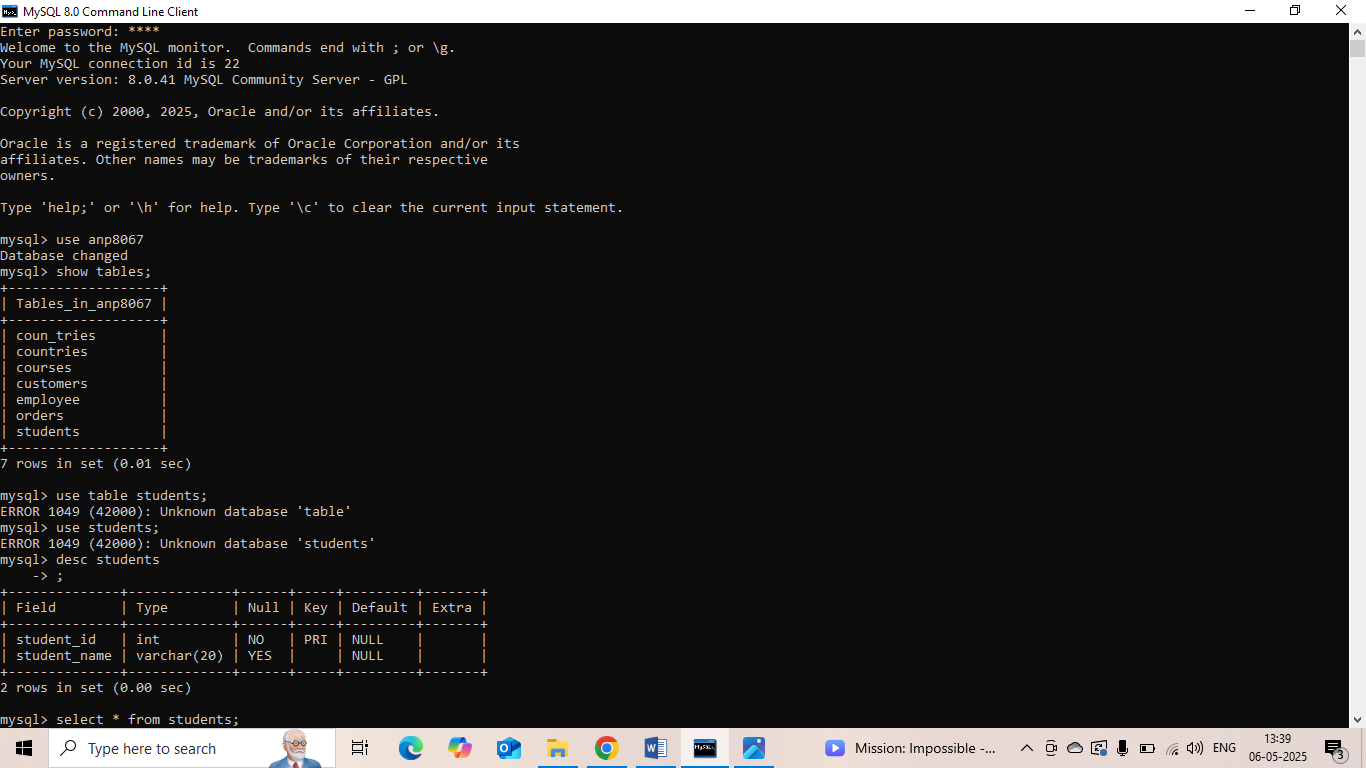 MySQL 8.0 Command Line Client
Enter password: ****
Welcome to the MySQL monitor.  Commands end with ; or \g.
Your MySQL connection id is 22
Server version: 8.0.41 MySQL Community Server - GPL
Copyright (c) 2000, 2025, Oracle and/or its affiliates.
Oracle is a registered trademark of Oracle Corporation and/or its
affiliates. Other names may be trademarks of their respective
owners.
Type 'help;' or '\h' for help. Type '\c' to clear the current input statement.
mysql> use anp8067
Database changed
mysql> show tables;
+-------------------+
| Tables_in_anp8067 |
+-------------------+
| coun_tries        |
| countries         |
| courses           |
| customers         |
| employee          |
| orders            |
| students          |
+-------------------+
7 rows in set (0.01 sec)
mysql> use table students;
ERROR 1049 (42000): Unknown database 'table'
mysql> use students;
ERROR 1049 (42000): Unknown database 'students'
mysql> desc students
    -> ;
+--------------+-------------+------+-----+---------+-------+
| Field        | Type        | Null | Key | Default | Extra |
+--------------+-------------+------+-----+---------+-------+
| student_id   | int         | NO   | PRI | NULL    |       |
| student_name | varchar(20) | YES  |     | NULL    |       |
+--------------+-------------+------+-----+---------+-------+
2 rows in set (0.00 sec)
mysql> select * from students;
Type here to search
Mission: Impossible -...
ENG
13:39
06-05-2025
3